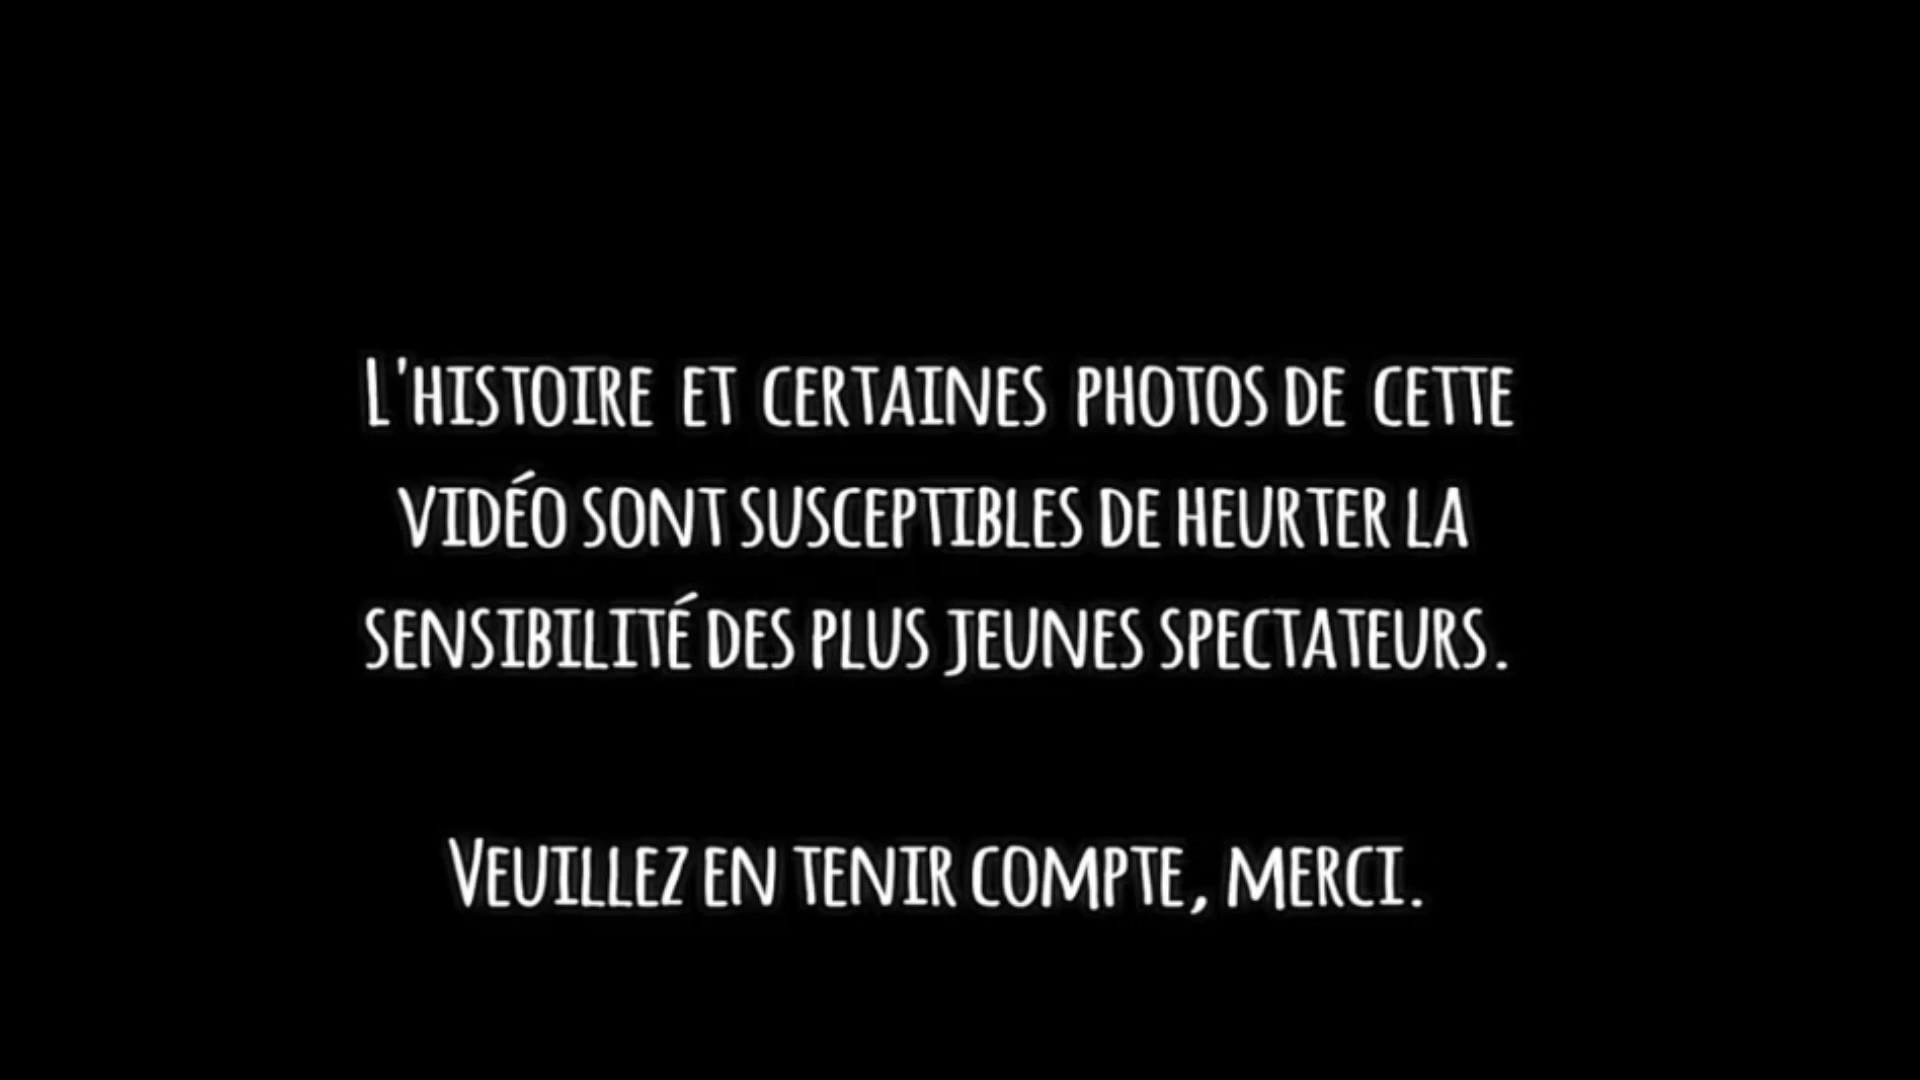 L'HISTOIRE ET CERTAINES PHOTOS DE CETTE
VIDÉO SONT SUSCEPTIBLES DE HEURTER LA
SENSIBILITÉ DES PLUS JEUNES SPECTATEURS.
VEUILLEZ EN TENIR COMPTE, MERCI.